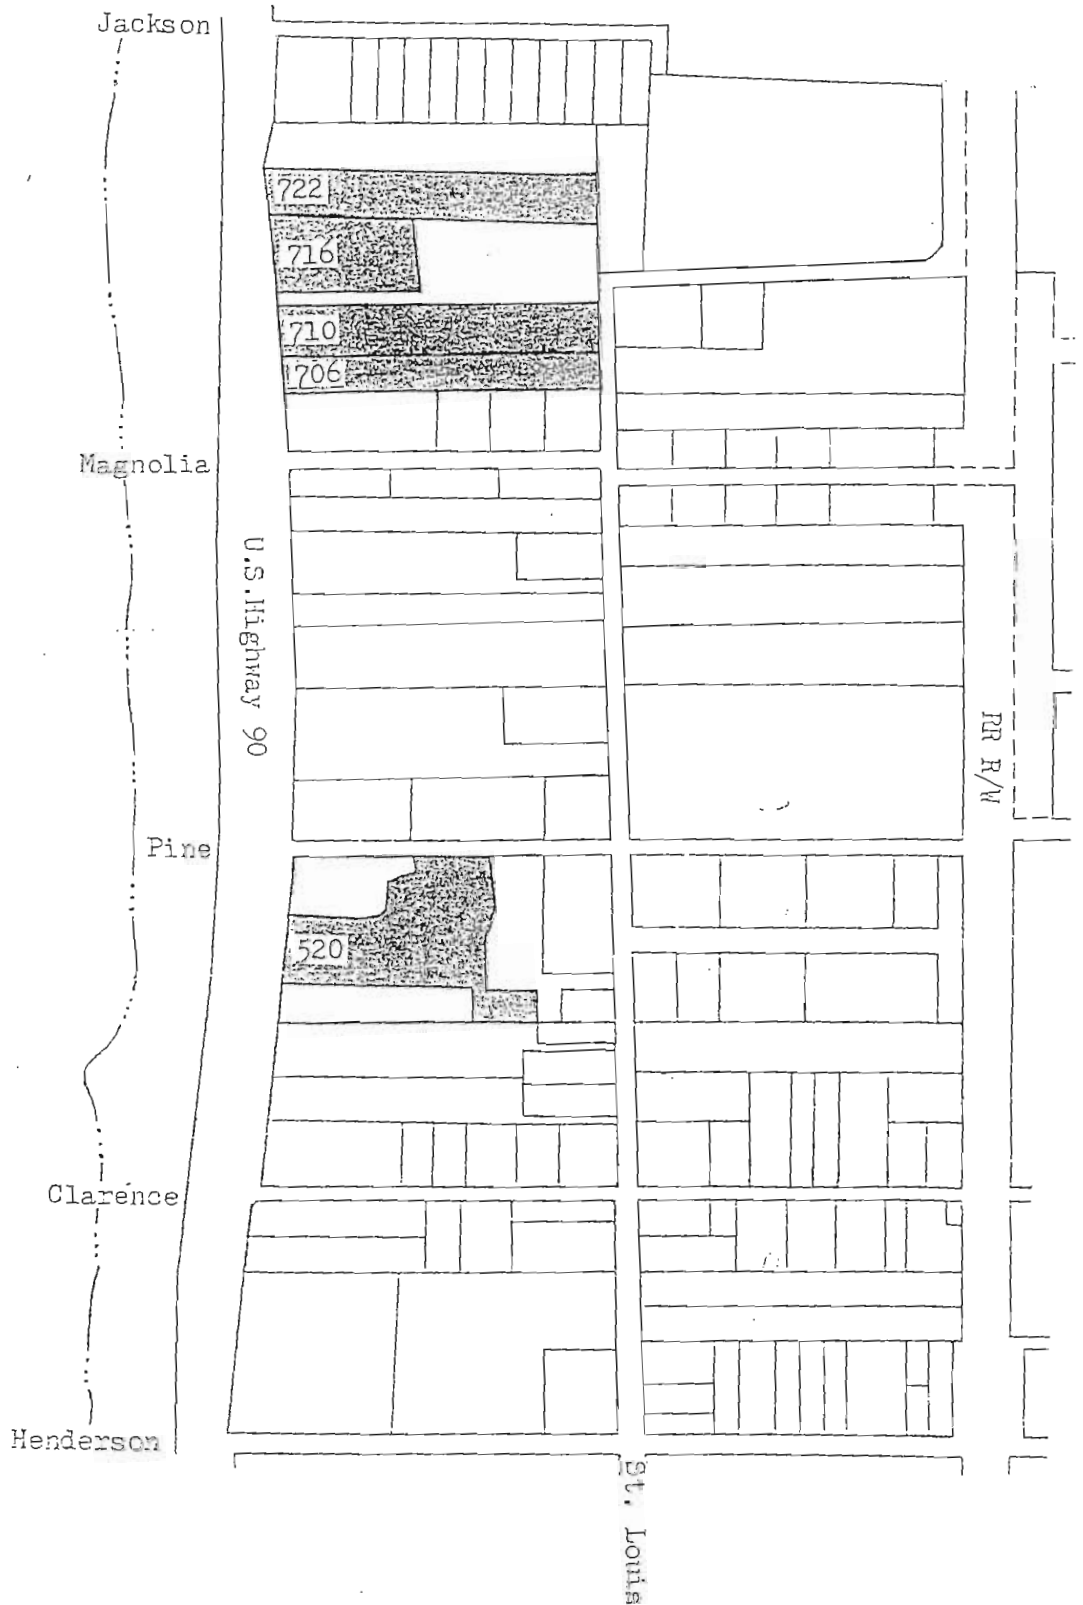 Jackson
722
716
710
706
Magnolia
U.S.Highway 90
RR R/W
Pine
520
Clarence
Henderson
St. Louis